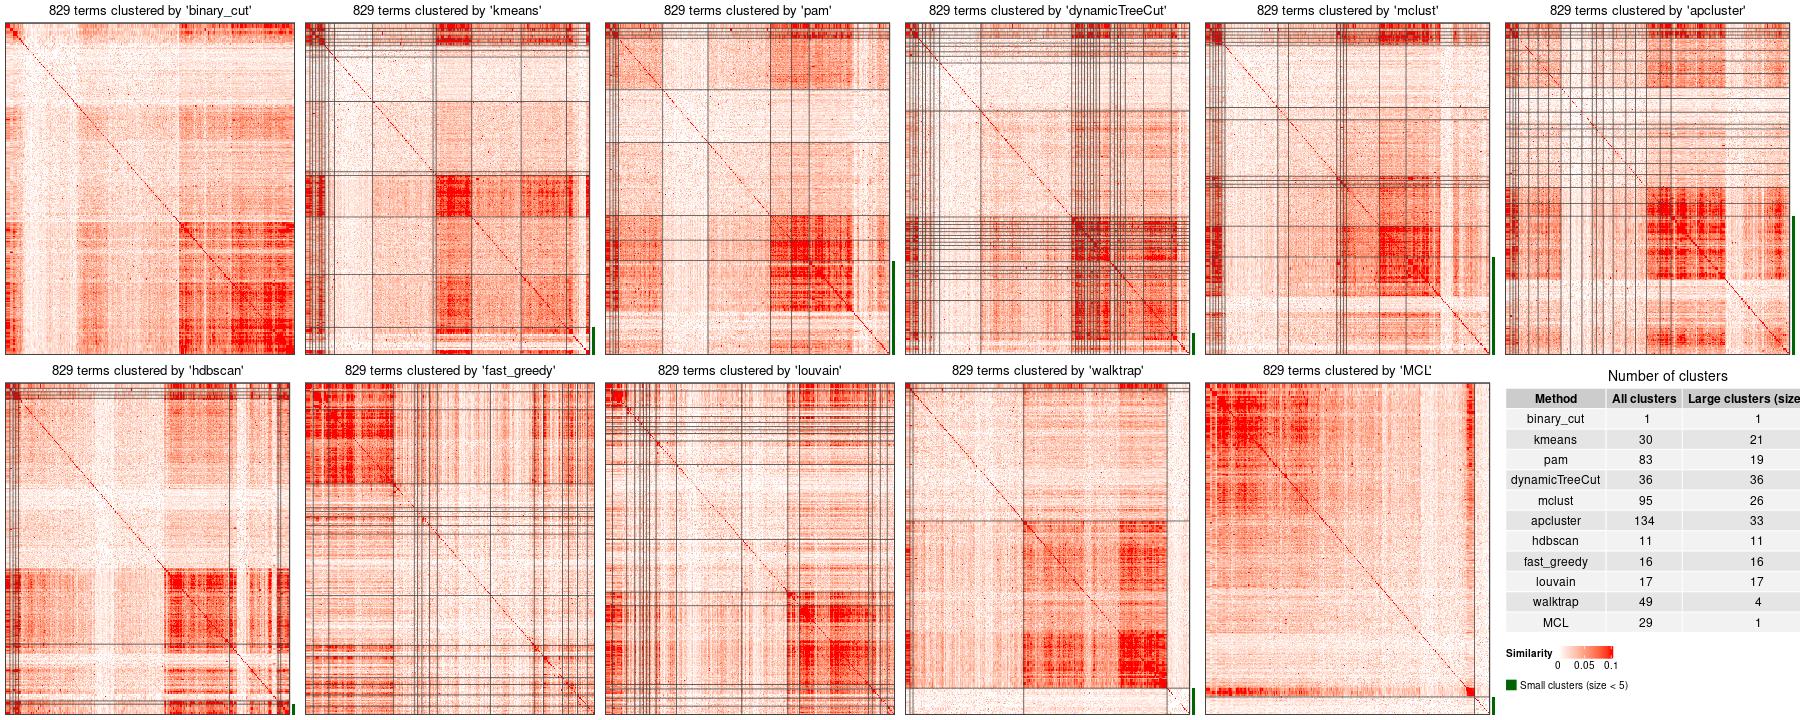 829 terms clustered by 'binary_cut'
829 terms clustered by 'kmeans'
829 terms clustered by 'pam'
829 terms clustered by 'dynamicTreeCut'
829 terms clustered by 'mclust'
829 terms clustered by 'apcluster'
829 terms clustered by 'hdbscan'
829 terms clustered by 'fast_greedy'
829 terms clustered by 'louvain'
829 terms clustered by 'walktrap'
829 terms clustered by 'MCL'
Number of clusters
Method All clusters Large clusters (size
binary_cut 1 1
kmeans 30 21
pam 83 19
dynamicTreeCut 36 36
mclust 95 26
apcluster 134 33
hdbscan 11 11
fast_greedy 16 16
louvain 17 17
walktrap 49 4
MCL 29 1
Similarity
0 0.05 0.1
Small clusters (size < 5)